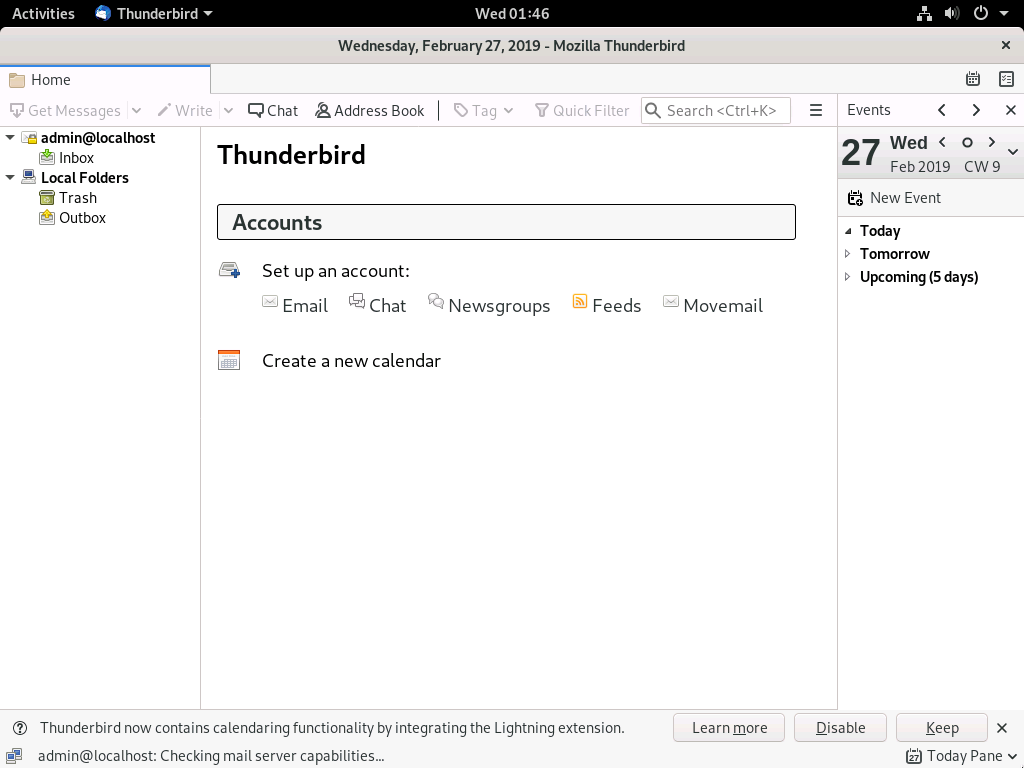 Activities Thunderbird Wed 01:46
Wednesday, February 27, 2019 - Mozilla Thunderbird
Home
Get Messages Write Chat Address Book Tag Quick Filter Search <Ctrl+K> Events
admin@localhost
Inbox
Local Folders
Trash
Outbox
Thunderbird
Accounts
Set up an account:
Email Chat Newsgroups Feeds Movemail
Create a new calendar
27 Wed
Feb 2019 CW 9
New Event
Today
Tomorrow
Upcoming (5 days)
Thunderbird now contains calendaring functionality by integrating the Lightning extension. Learn more Disable Keep
admin@localhost: Checking mail server capabilities... 27 Today Pane